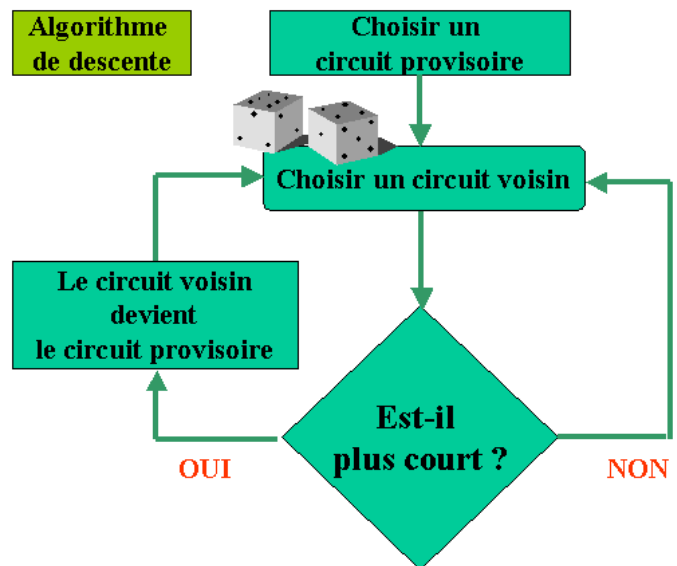 Algorithme
de descente
Choisir un
circuit provisoire
Choisir un circuit voisin
Le circuit voisin
devient
le circuit provisoire
Est-il
plus court ?
OUI
NON